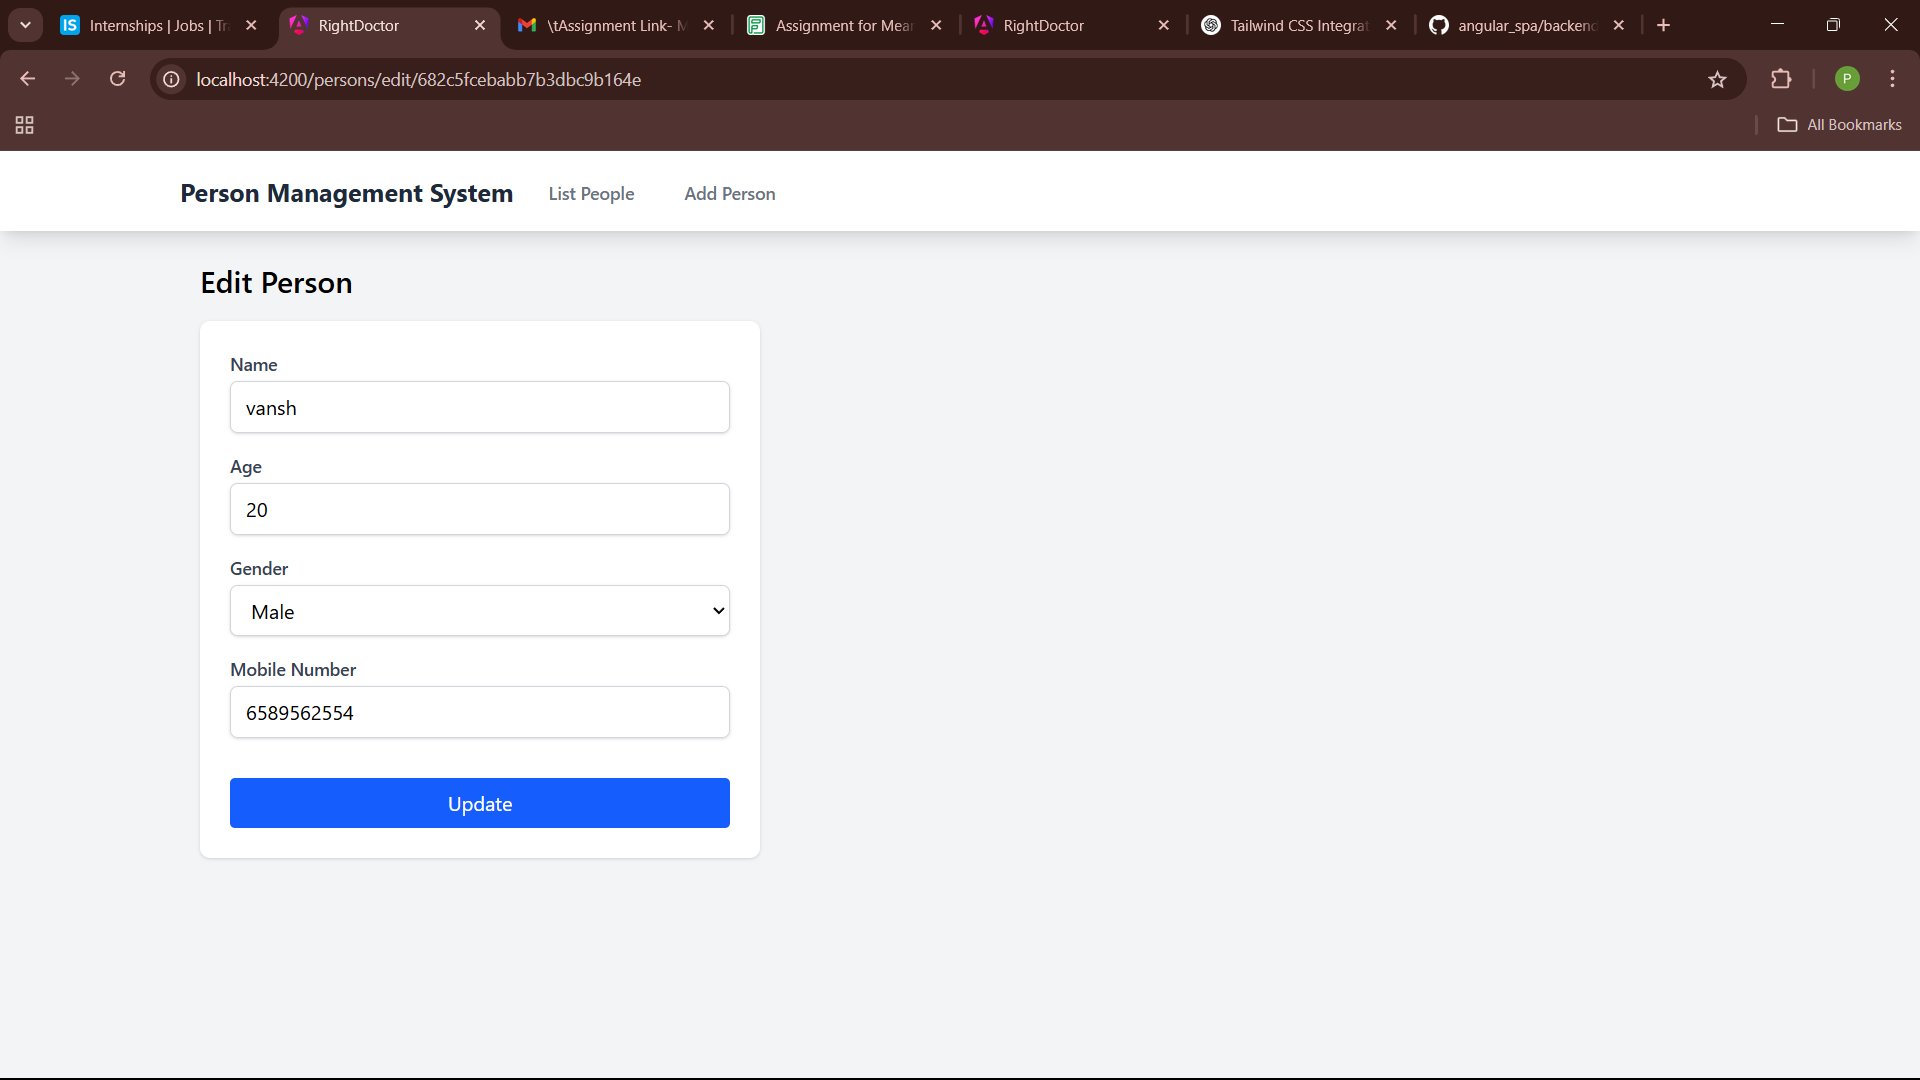 Internships | Jobs | Tr
RightDoctor
\tAssignment Link- M
Assignment for Mear
RightDoctor
Tailwind CSS Integrat
angular_spa/backend
localhost:4200/persons/edit/682c5fcebabb7b3dbc9b164e
P
All Bookmarks
Person Management System
List People
Add Person
Edit Person
Name
vansh
Age
20
Gender
Male
Mobile Number
6589562554
Update